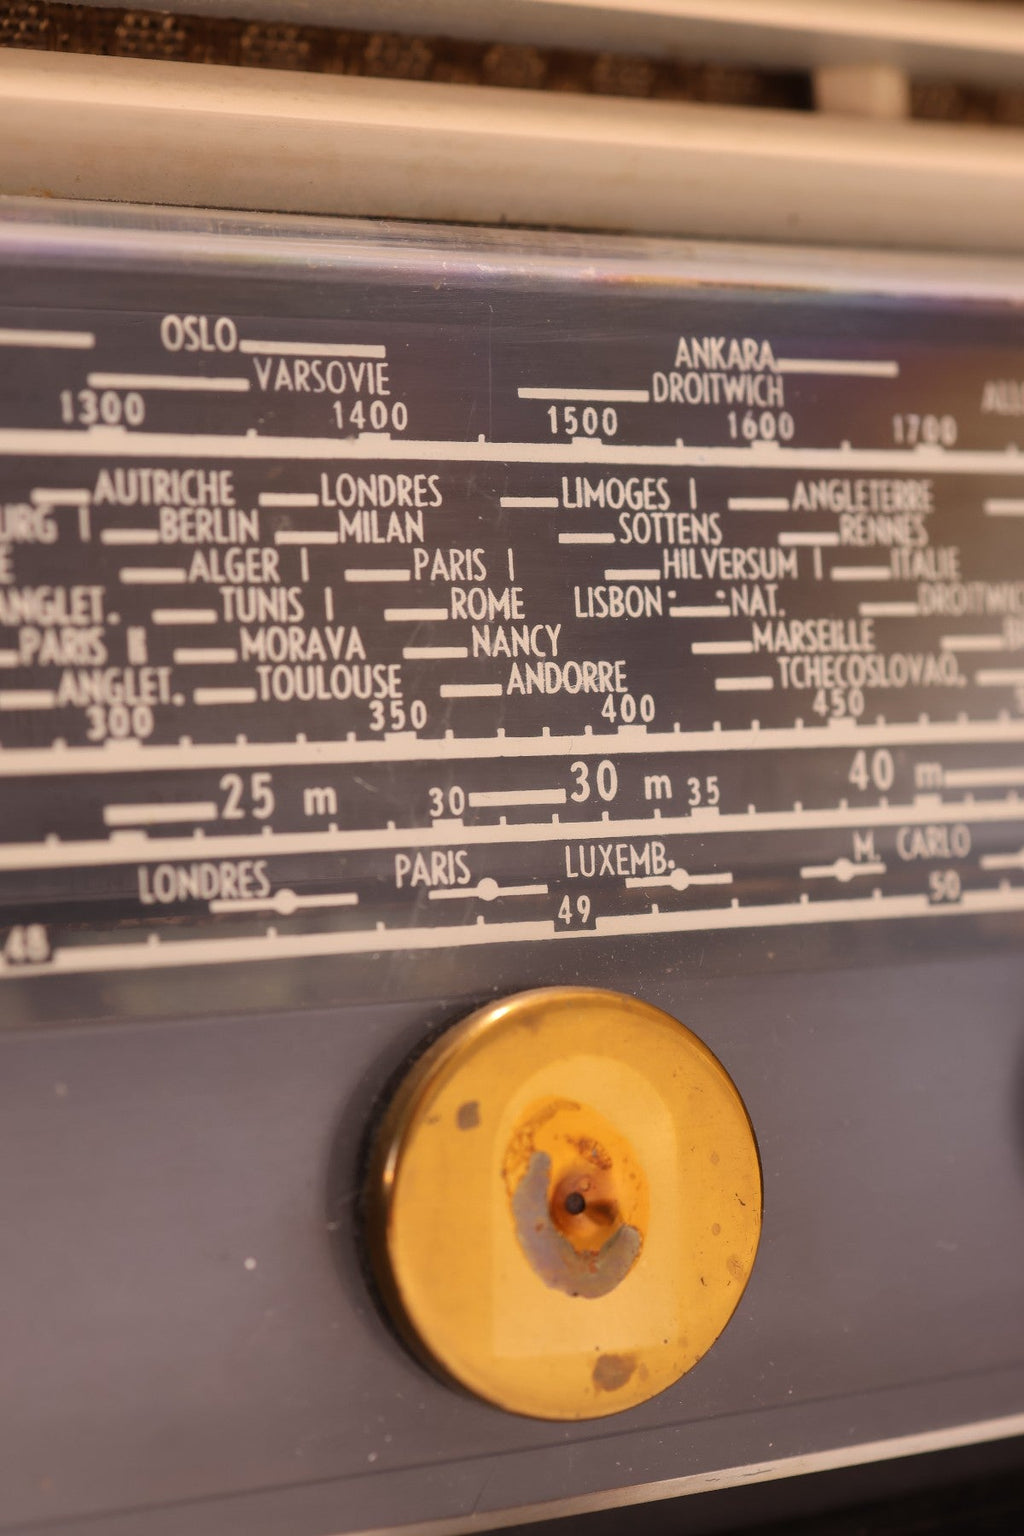 OSLO ANKARA
VARSOVIE DROITWICH
1300 1400 1500 1600 1700
AUTRICHE LONDRES LIMOGES I ANGLETERRE
BERLIN MILAN SOTTENS RENNES
ALGER I PARIS I HILVERSUM I ITALIE
ANGLET. TUNIS I ROME LISBON. .NAT. DROITWIC
PARIS II MORAVA NANCY MARSEILLE
ANGLET. TOULOUSE ANDORRE TCHECOSLOVAQ.
300 350 400 450
25 m 30 30 m 35 40 m
LONDRES PARIS LUXEMB. M. CARLO
48 49 50